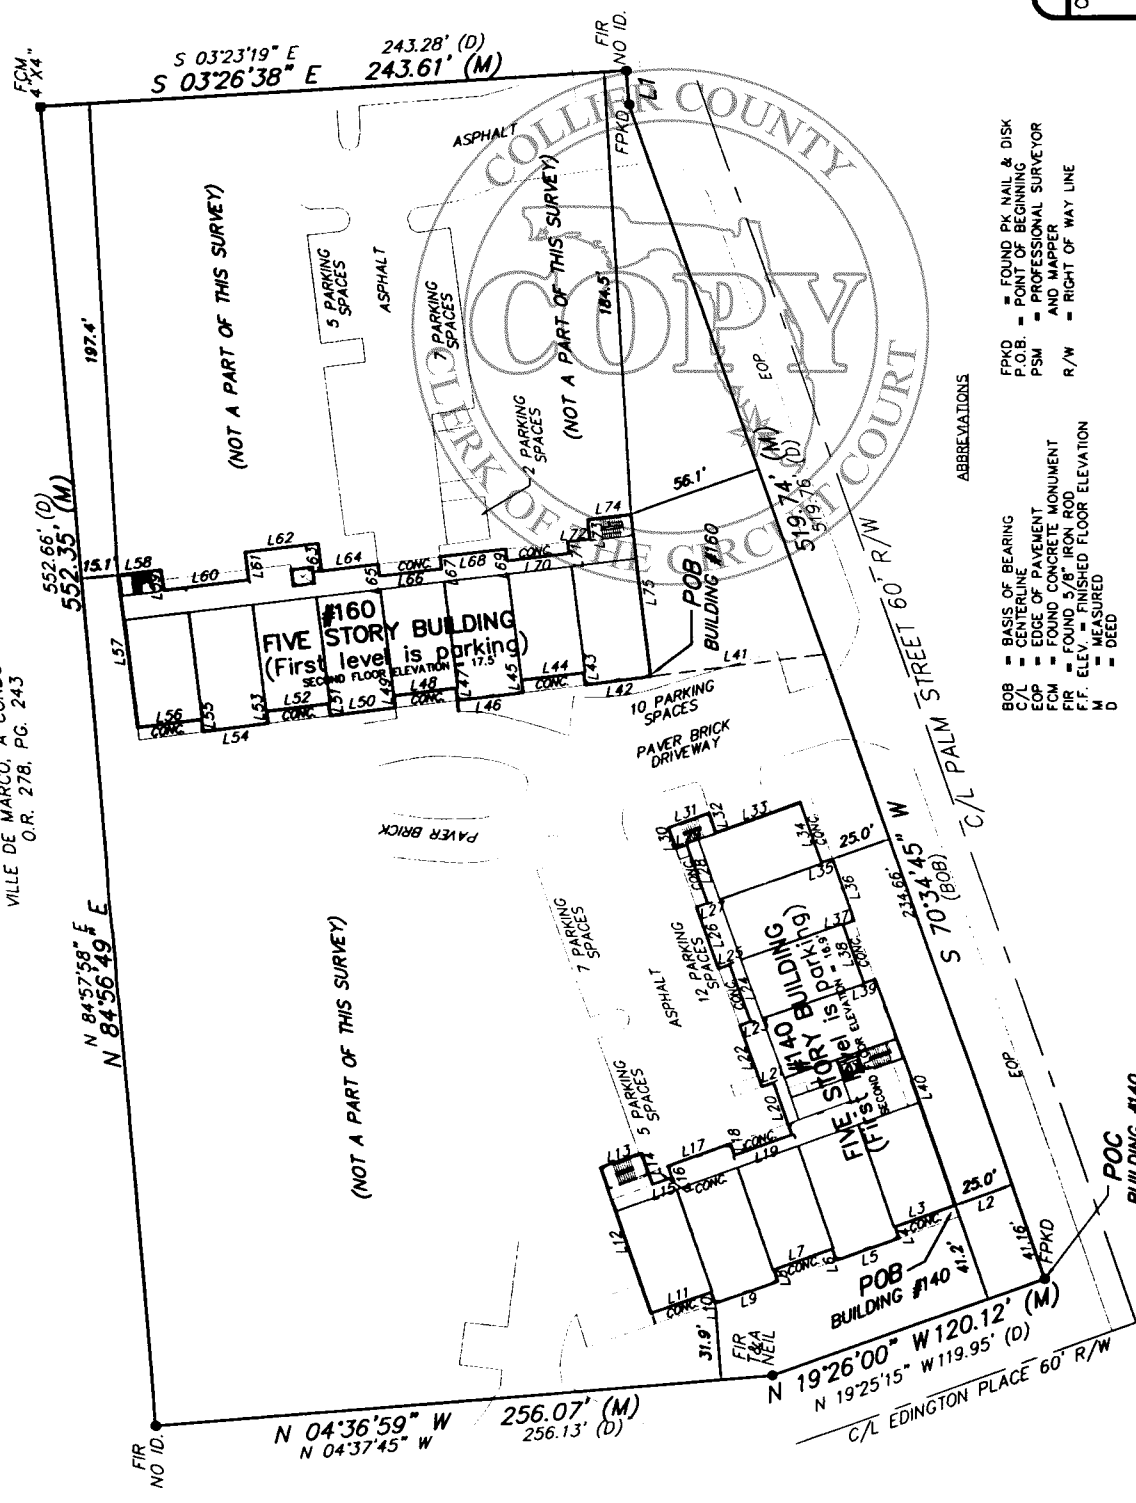 F.C.M.
4"X4"
S 03°23'19" E 243.28' (D)
S 03°26'38" E 243.61' (M)
FIR
NO ID.
L1
FPKD
VILLE DE MARCO, A
O.R. 278, PG. 243
552.66' (D)
552.35' (M)
N 84°57'58" E
N 84°56'49" E
197.4'
15.1'
(NOT A PART OF THIS SURVEY)
ASPHALT
5 PARKING
SPACES
ASPHALT
7 PARKING
SPACES
2 PARKING
SPACES
(NOT A PART OF THIS SURVEY)
184.5'
COLLIER COUNTY
COPY
CLERK OF THE CIRCUIT COURT
EOP
56.1'
(M)
519.74' (D)
519.76'
L58
L59
L60
L61
L62
L63
L64
L65
L66
CONC.
L67
L68
L69
L70
CONC.
L71
L72
L73
L74
L75
L57
L56
CONC.
L55
L54
L53
L52
CONC.
L51
L50
L49
L48
CONC.
L47
L46
L45
L44
CONC.
L43
L42
L41
#160
FIVE STORY BUILDING
(First level is parking)
SECOND FLOOR ELEVATION = 17.5'
POB
BUILDING #160
10 PARKING
SPACES
PAVER BRICK
DRIVEWAY
PAVER BRICK
7 PARKING
SPACES
12 PARKING
SPACES
ASPHALT
5 PARKING
SPACES
(NOT A PART OF THIS SURVEY)
L30
L31
L32
L33
L34
CONC.
L35
L36
L37
L38
CONC.
L39
L40
L28
CONC.
L27
L26
L25
L24
CONC.
L23
L22
L20
L19
L18
CONC.
L17
L16
CONC.
L15
L14
L13
L12
L11
CONC.
L10
L9
L8
L7
CONC.
L6
L5
L4
L3
CONC.
L2
#140
FIVE STORY BUILDING
(First level is parking)
SECOND FLOOR ELEVATION = 16.9'
25.0'
234.66'
S 70°34'45" W
(BOB)
C/L PALM STREET 60' R/W
EOP
25.0'
41.2'
41.16'
FPKD
POC
BUILDING #140
POB
BUILDING #140
31.9'
FIR
T&A
NEIL
N 19°26'00" W 120.12' (M)
N 19°25'15" W 119.95' (D)
C/L EDINGTON PLACE 60' R/W
N 04°36'59" W 256.07' (M)
N 04°37'45" W 256.13' (D)
FIR
NO ID.
ABBREVIATIONS
BOB = BASIS OF BEARING
C/L = CENTERLINE
EOP = EDGE OF PAVEMENT
FCM = FOUND CONCRETE MONUMENT
FIR = FOUND 5/8" IRON ROD
F.F. ELEV. = FINISHED FLOOR ELEVATION
M = MEASURED
D = DEED
FPKD = FOUND PK NAIL & DISK
P.O.B. = POINT OF BEGINNING
PSM = PROFESSIONAL SURVEYOR
AND MAPPER
R/W = RIGHT OF WAY LINE